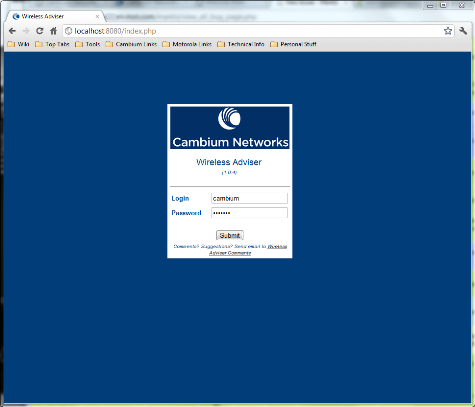 Wireless Adviser
localhost:8080/index.php
Wiki Top Tabs Tools Cambium Links Motorola Links Technical Info Personal Stuff
Cambium Networks
Wireless Adviser
Login cambium
Password •••••••
Submit
Comments? Suggestions? Send email to Wireless
Adviser Comments